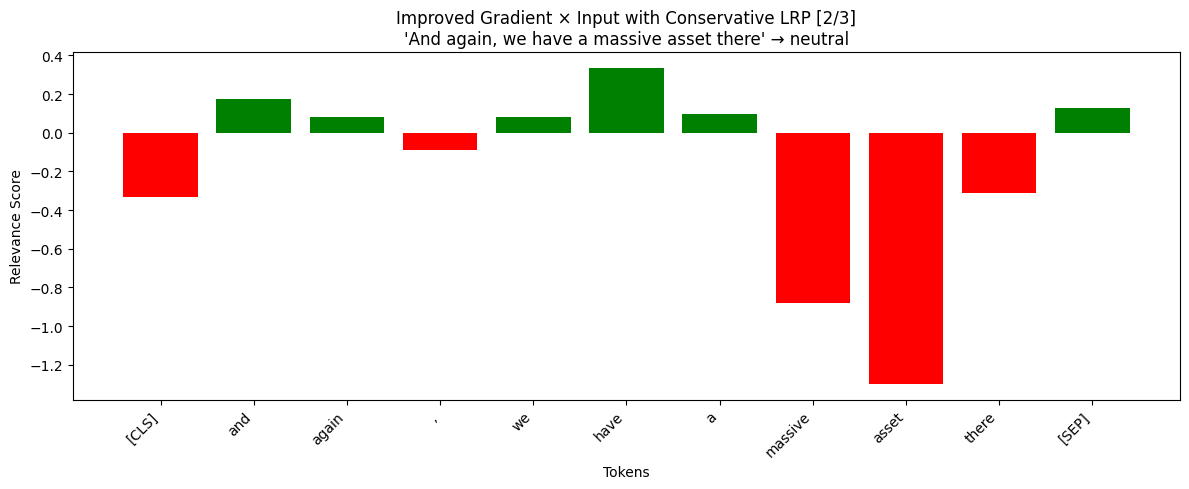 Improved Gradient × Input with Conservative LRP [2/3]
'And again, we have a massive asset there' → neutral
Relevance Score
0.4
0.2
0.0
−0.2
−0.4
−0.6
−0.8
−1.0
−1.2
[CLS]
and
again
,
we
have
a
massive
asset
there
[SEP]
Tokens